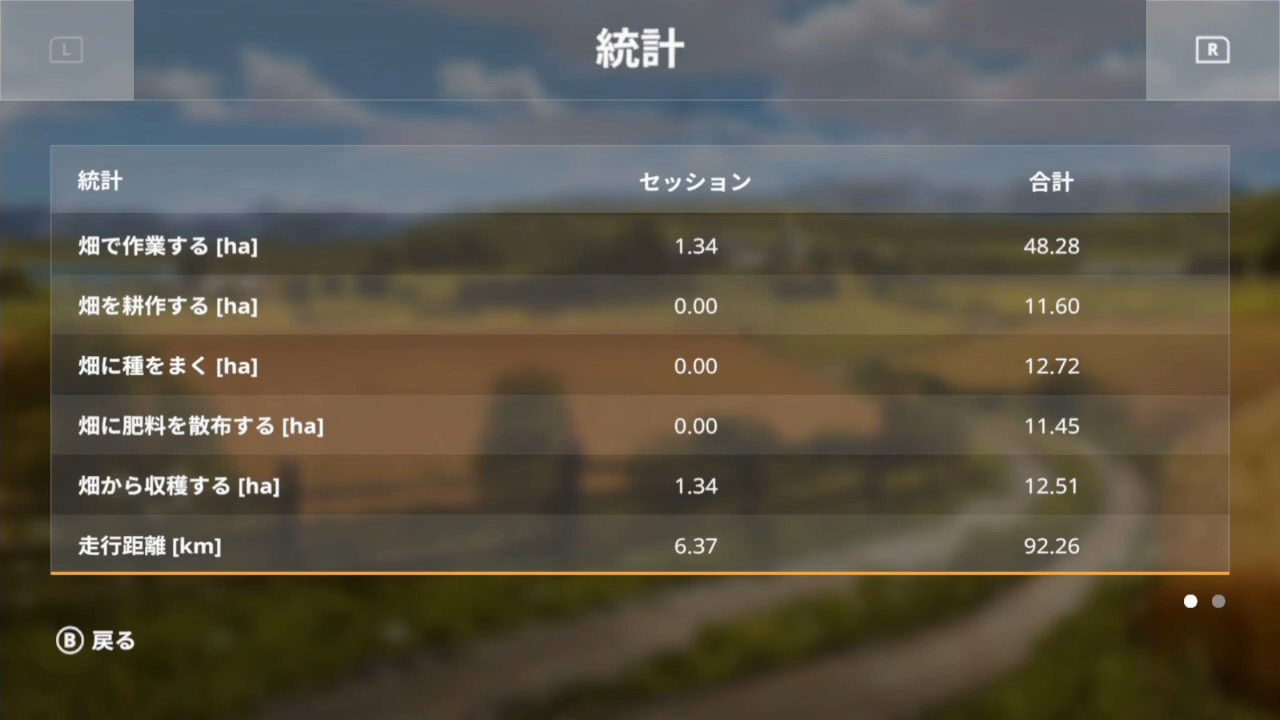 L
統計
R
統計 セッション 合計
畑で作業する [ha] 1.34 48.28
畑を耕作する [ha] 0.00 11.60
畑に種をまく [ha] 0.00 12.72
畑に肥料を散布する [ha] 0.00 11.45
畑から収穫する [ha] 1.34 12.51
走行距離 [km] 6.37 92.26
B 戻る